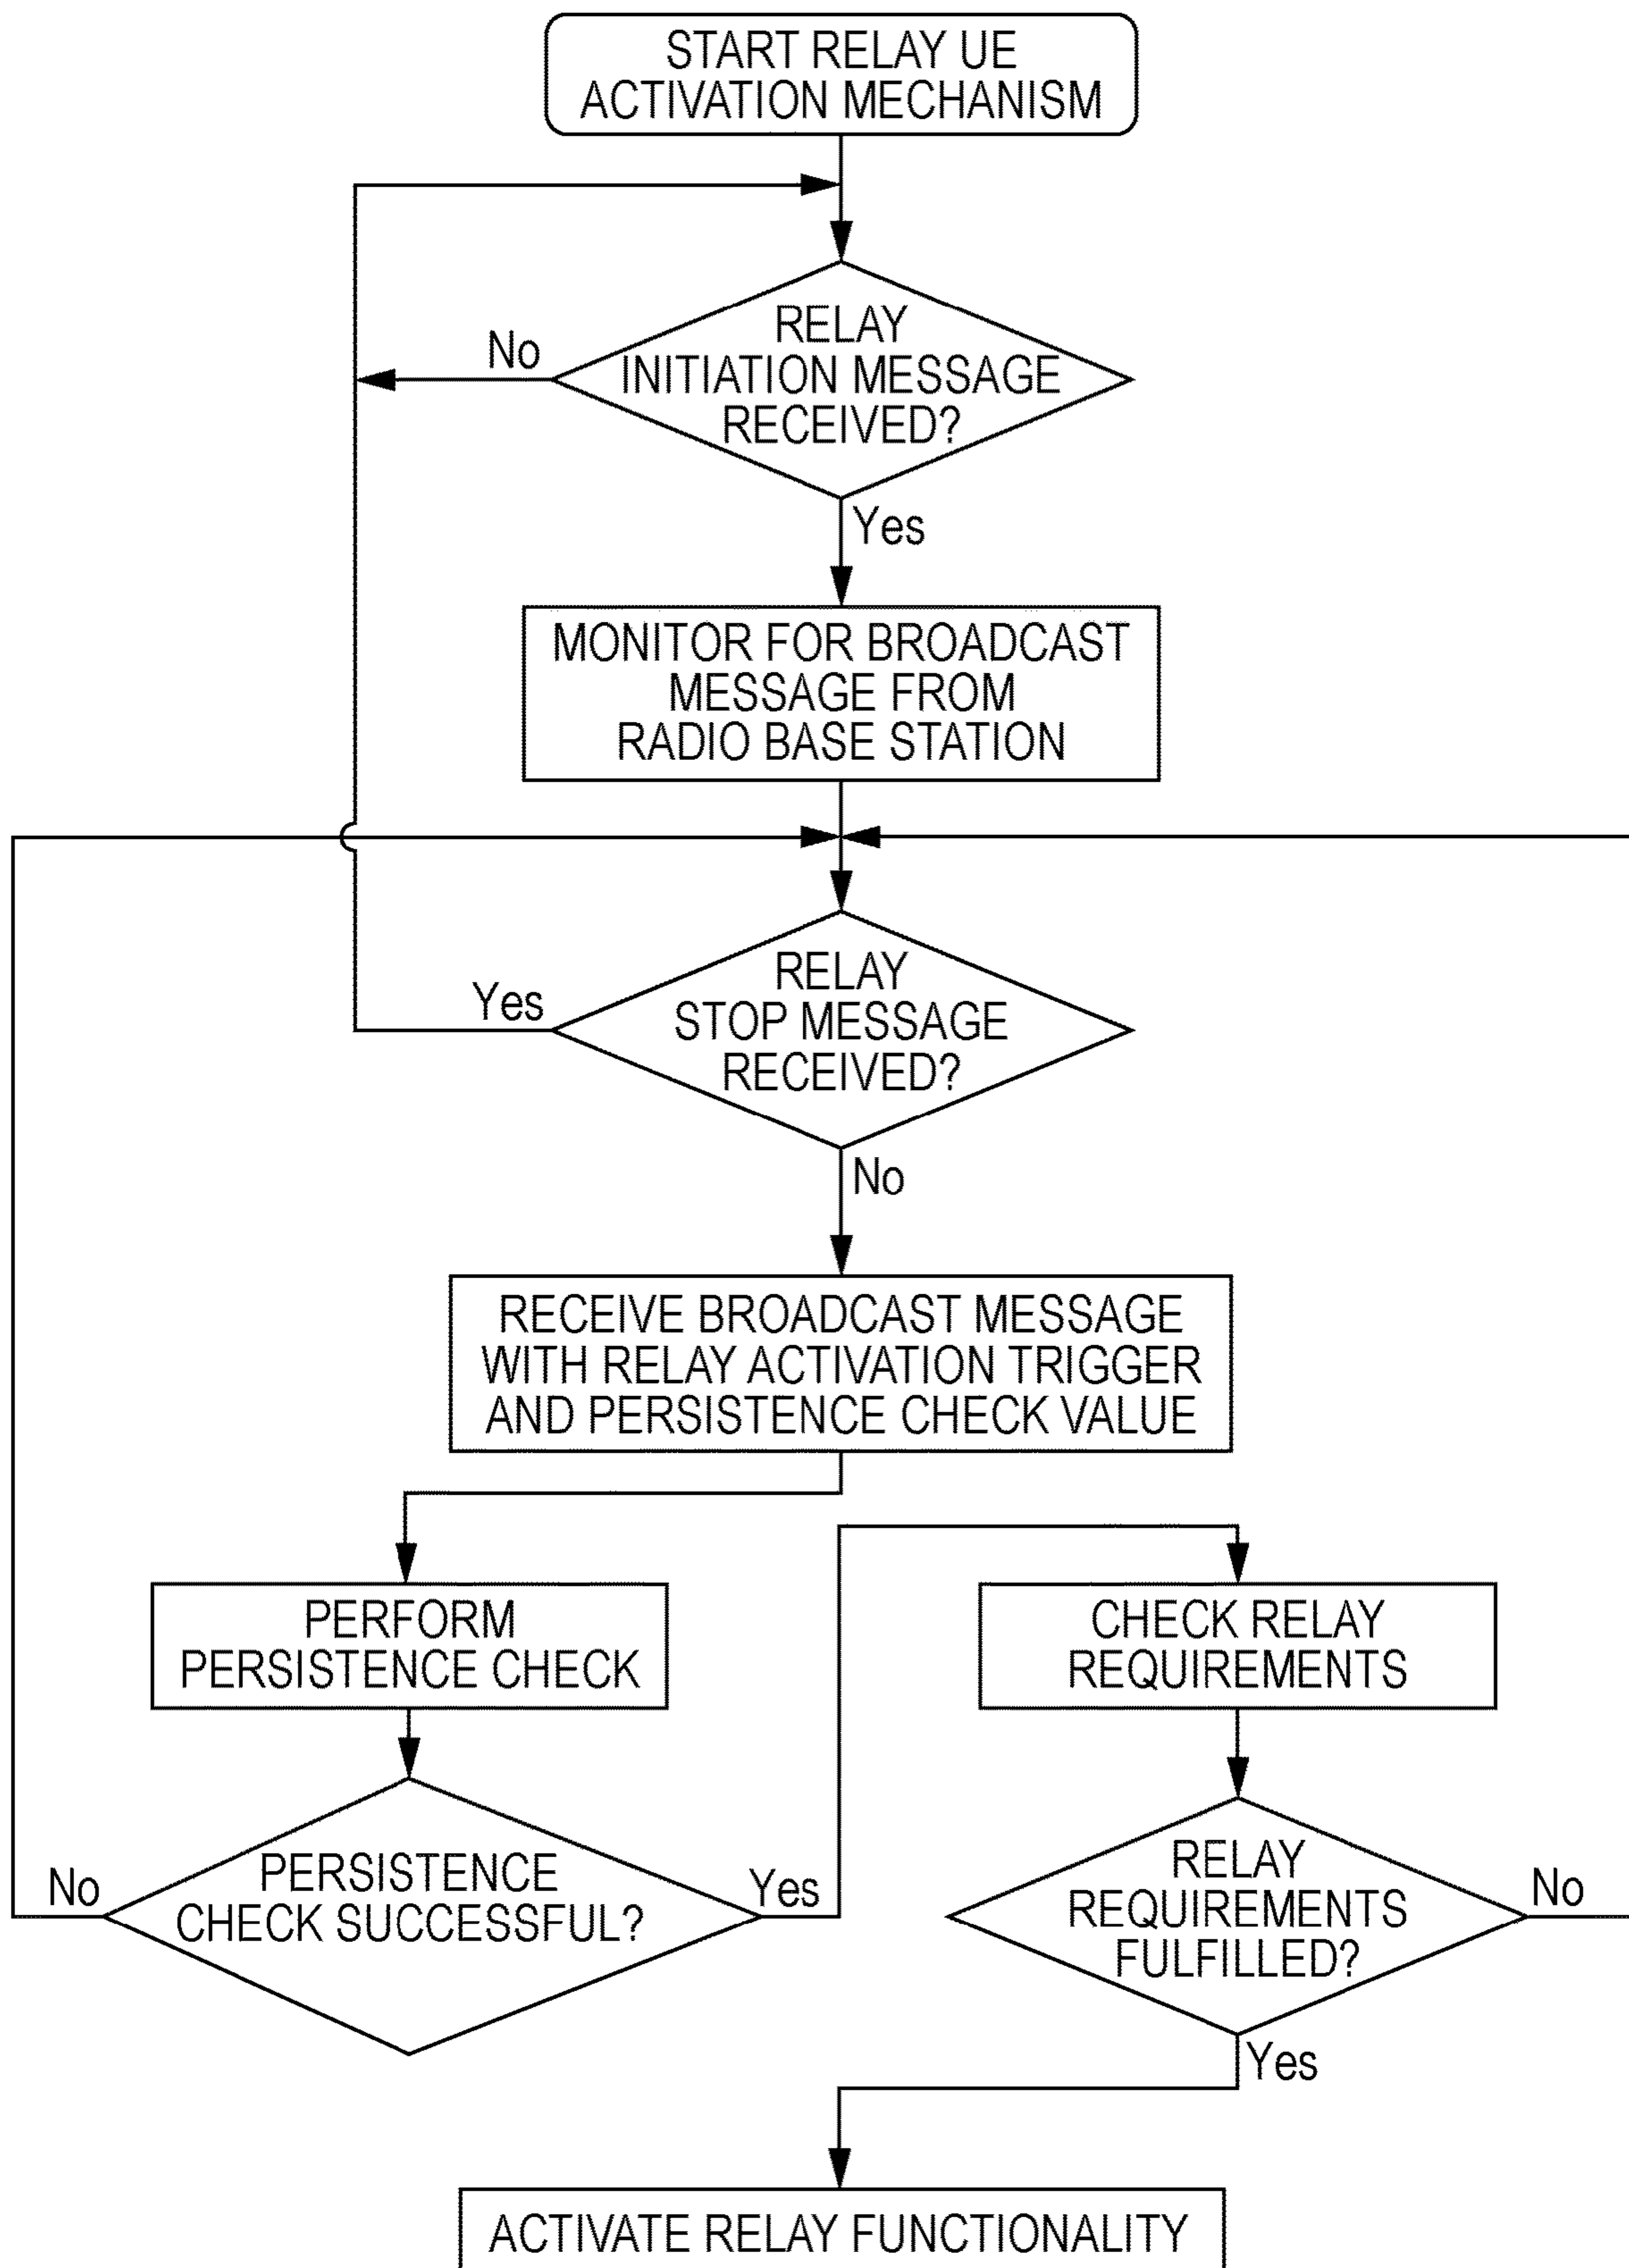 START RELAY UE
ACTIVATION MECHANISM
RELAY
INITIATION MESSAGE
RECEIVED?
No
Yes
MONITOR FOR BROADCAST
MESSAGE FROM
RADIO BASE STATION
RELAY
STOP MESSAGE
RECEIVED?
Yes
No
RECEIVE BROADCAST MESSAGE
WITH RELAY ACTIVATION TRIGGER
AND PERSISTENCE CHECK VALUE
PERFORM
PERSISTENCE CHECK
PERSISTENCE
CHECK SUCCESSFUL?
No
Yes
CHECK RELAY
REQUIREMENTS
RELAY
REQUIREMENTS
FULFILLED?
No
Yes
ACTIVATE RELAY FUNCTIONALITY